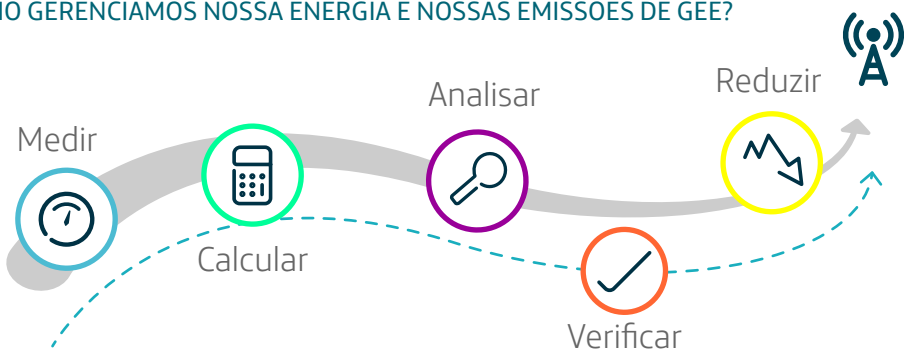 GERENCIAMOS NOSSA ENERGIA E NOSSAS EMISSÕES DE GEE?
Medir
Calcular
Analisar
Verificar
Reduzir